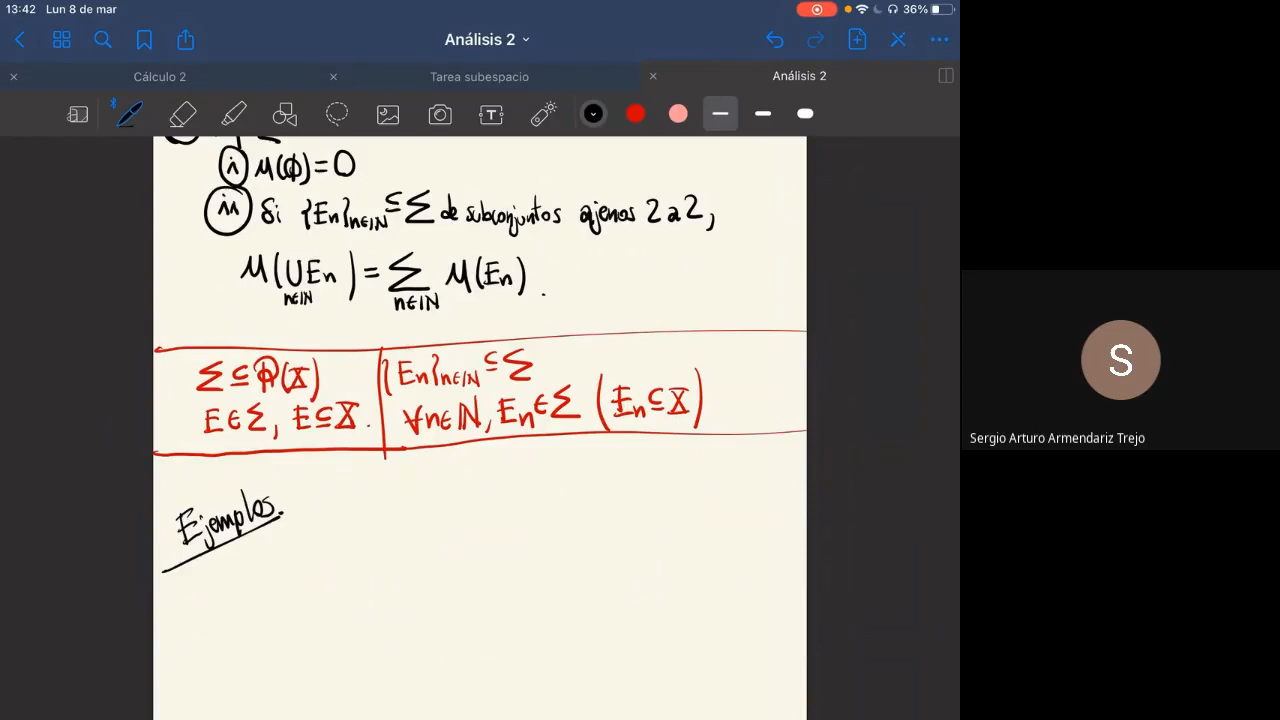 13:42 Lun 8 de mar
36%
Análisis 2
Cálculo 2
Tarea subespacio
Análisis 2
i μ(∅)=0
ii Si {En}n∈ℕ ⊆ Σ de subconjuntos ajenos 2 a 2,
μ(∪En) = Σ μ(En).
n∈ℕ n∈ℕ
Σ⊆P(X)
E∈Σ, E⊆X.
{En}n∈ℕ ⊆ Σ
∀n∈ℕ, En∈Σ (En⊆X)
Ejemplos.
S
Sergio Arturo Armendariz Trejo